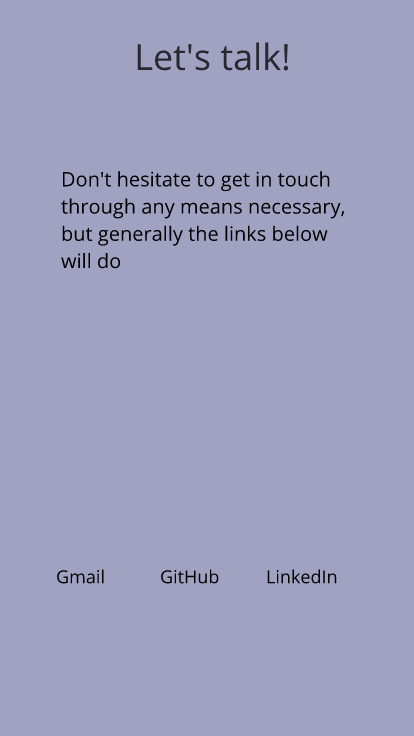 Let's talk!
Don't hesitate to get in touch
through any means necessary,
but generally the links below
will do
Gmail GitHub LinkedIn